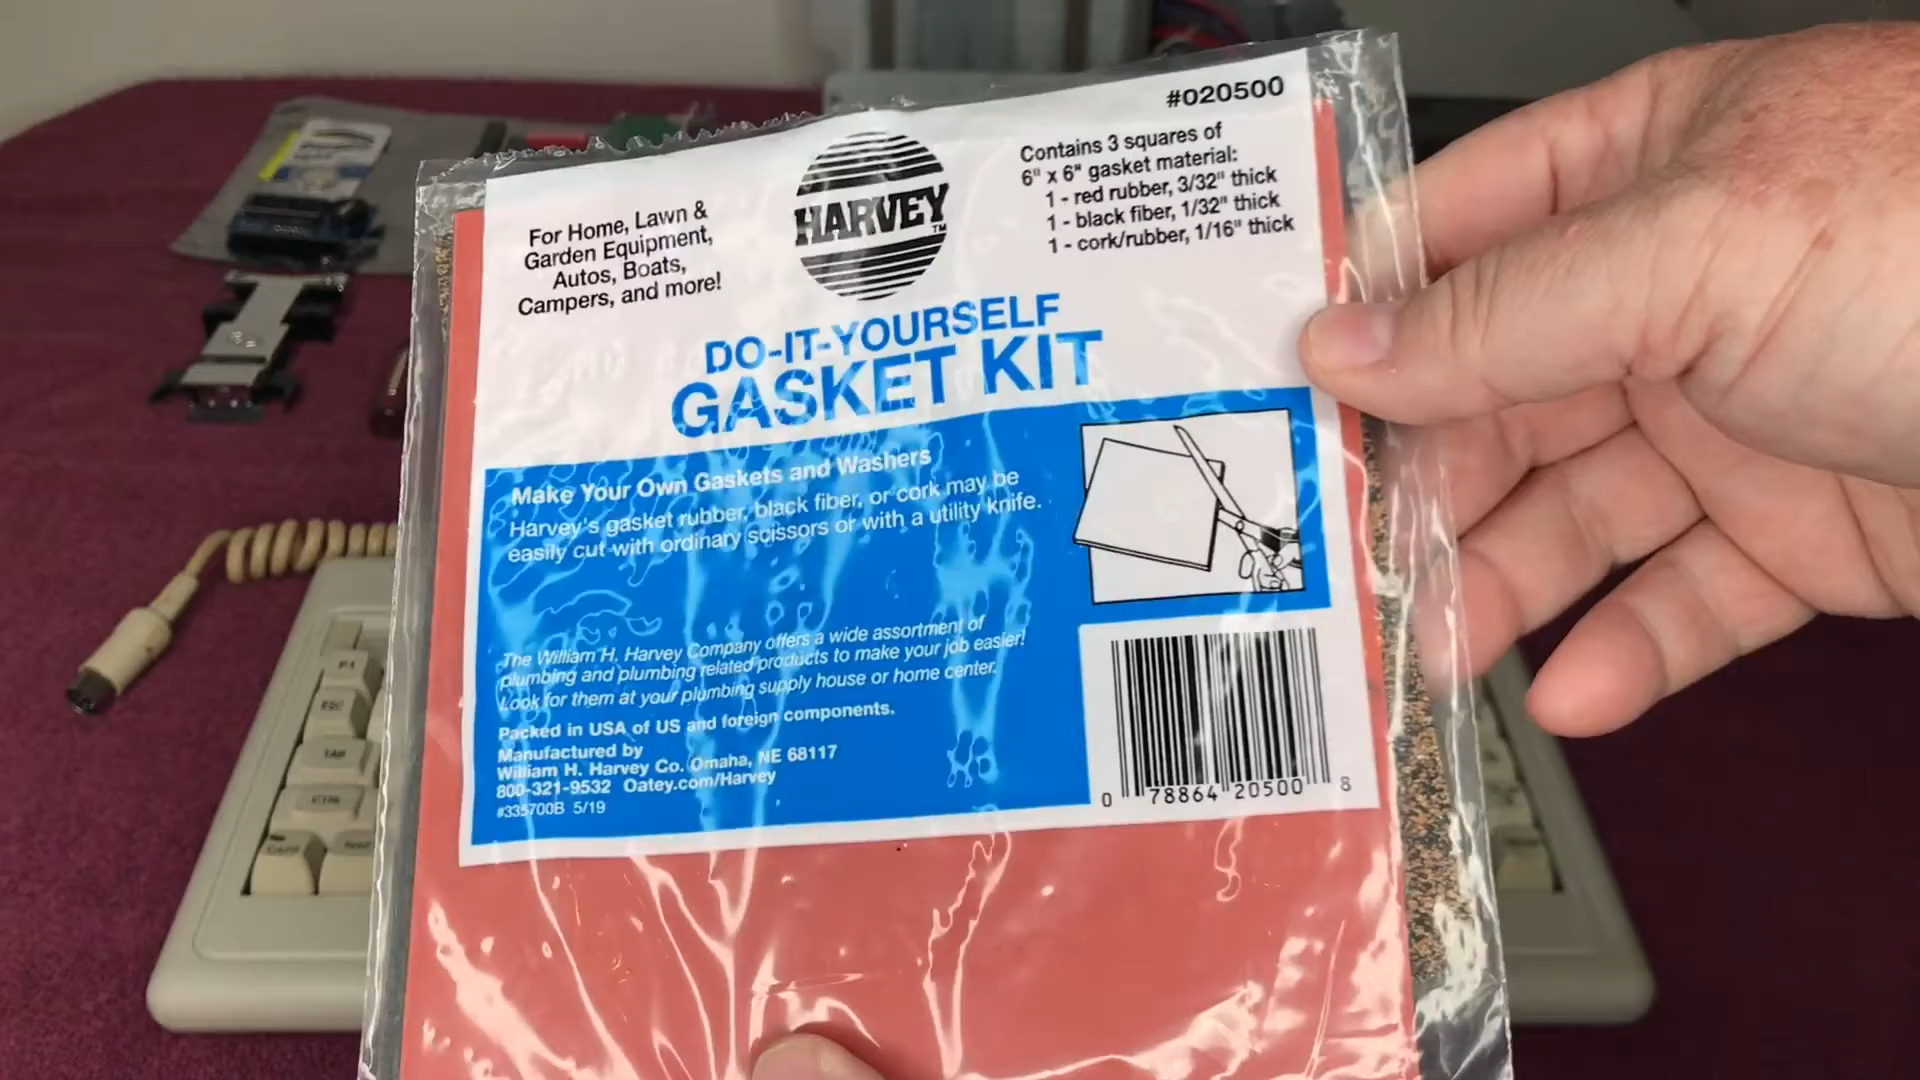 #020500
For Home, Lawn &
Garden Equipment,
Autos, Boats,
Campers, and more!
HARVEY
TM
Contains 3 squares of
6" x 6" gasket material:
1 - red rubber, 3/32" thick
1 - black fiber, 1/32" thick
1 - cork/rubber, 1/16" thick
DO-IT-YOURSELF
GASKET KIT
Make Your Own Gaskets and Washers
Harvey's gasket rubber, black fiber, or cork may be
easily cut with ordinary scissors or with a utility knife.
The William H. Harvey Company offers a wide assortment of
plumbing and plumbing related products to make your job easier!
Look for them at your plumbing supply house or home center.
Packed in USA of US and foreign components.
Manufactured by
William H. Harvey Co. Omaha, NE 68117
800-321-9532 Oatey.com/Harvey
#335700B 5/19
0 78864 20500 8
F1
ESC
TAB
CTRL